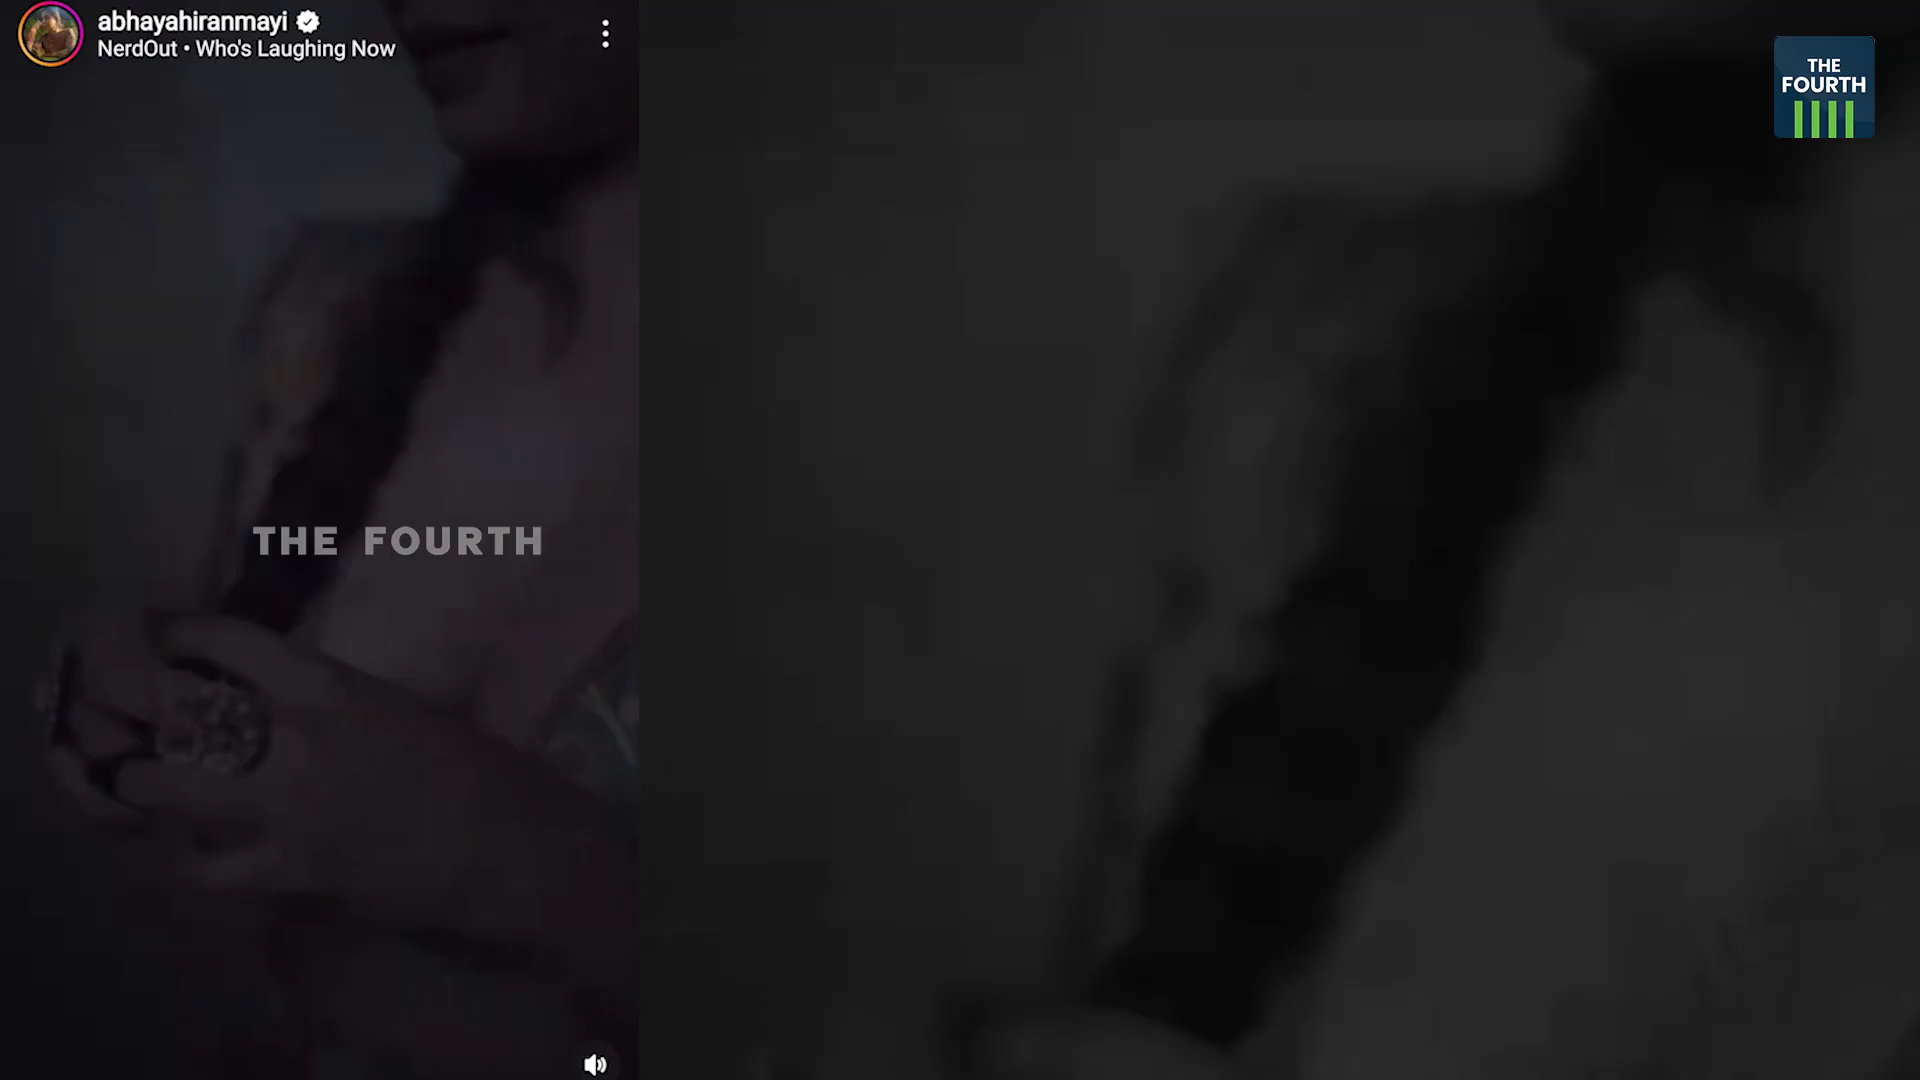 abhayahiranmayi
NerdOut • Who's Laughing Now
THE
FOURTH
THE FOURTH